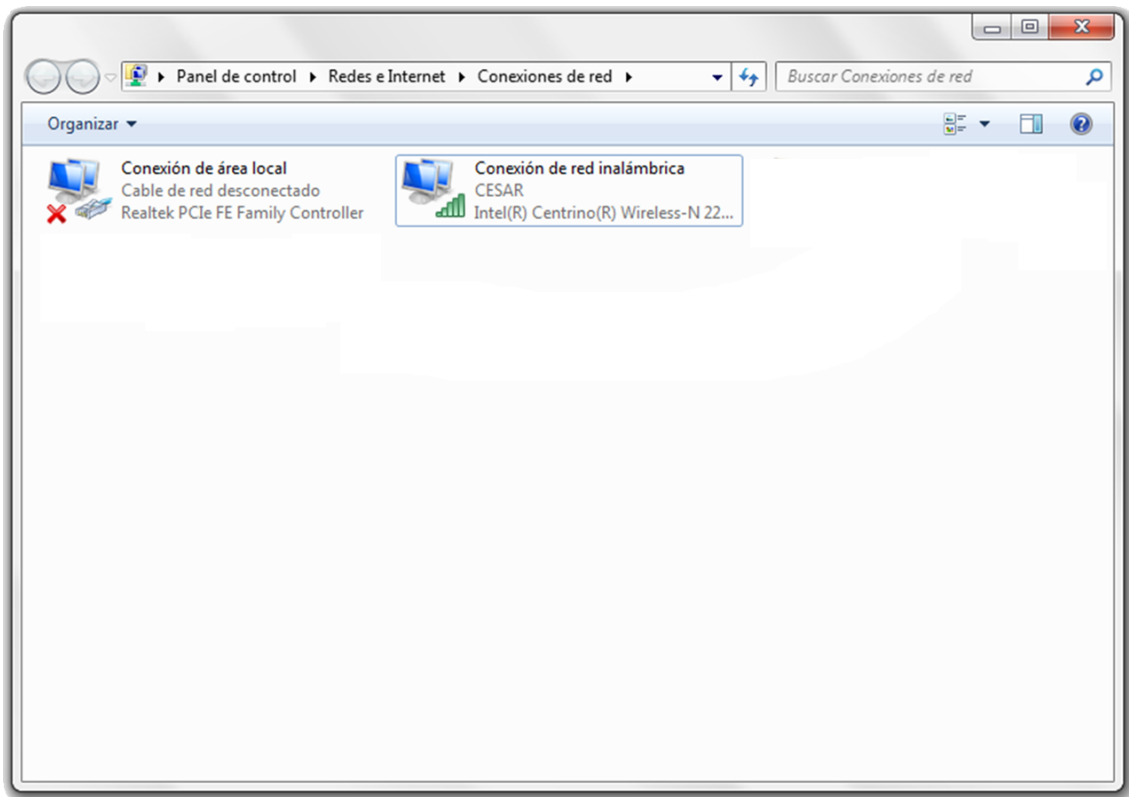 Panel de control Redes e Internet Conexiones de red
Buscar Conexiones de red
Organizar
Conexión de área local
Cable de red desconectado
Realtek PCIe FE Family Controller
Conexión de red inalámbrica
CESAR
Intel(R) Centrino(R) Wireless-N 22...